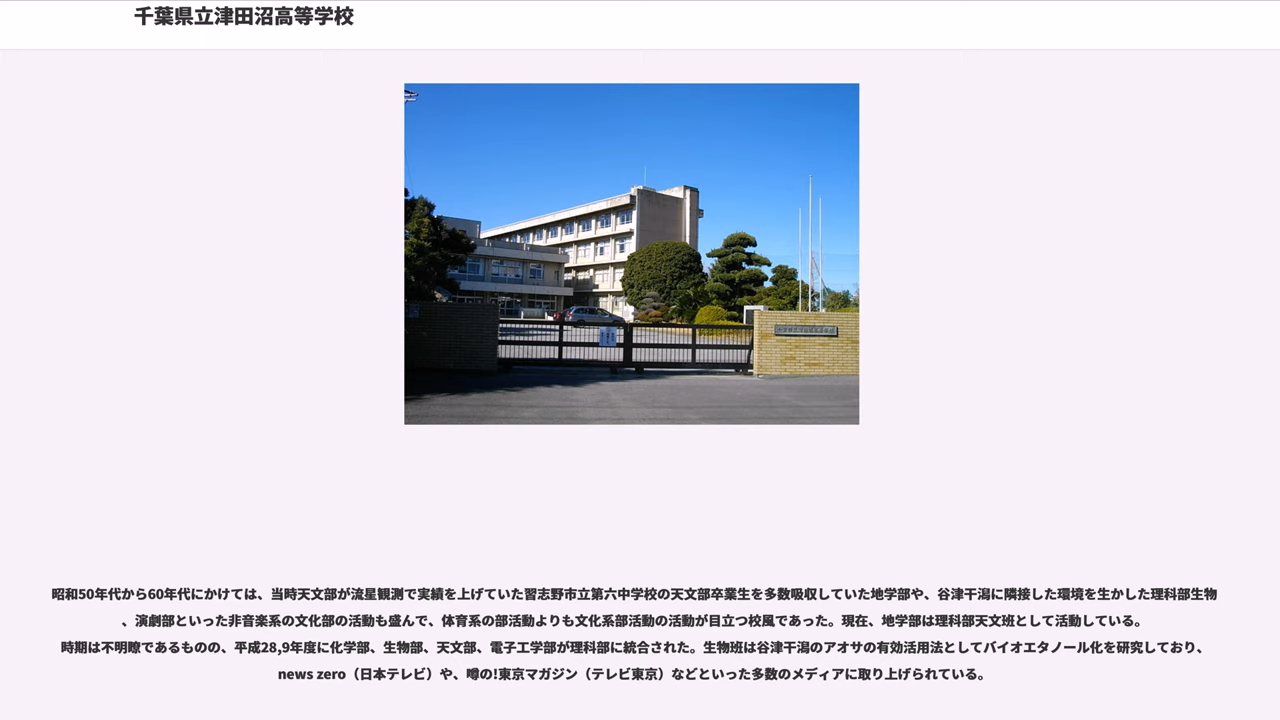 千葉県立津田沼高等学校
昭和50年代から60年代にかけては、当時天文部が流星観測で実績を上げていた習志野市立第六中学校の天文部卒業生を多数吸収していた地学部や、谷津干潟に隣接した環境を生かした理科部生物
、演劇部といった非音楽系の文化部の活動も盛んで、体育系の部活動よりも文化系部活動の活動が目立つ校風であった。現在、地学部は理科部天文班として活動している。
時期は不明瞭であるものの、平成28,9年度に化学部、生物部、天文部、電子工学部が理科部に統合された。生物班は谷津干潟のアオサの有効活用法としてバイオエタノール化を研究しており、
news zero（日本テレビ）や、噂の!東京マガジン（テレビ東京）などといった多数のメディアに取り上げられている。